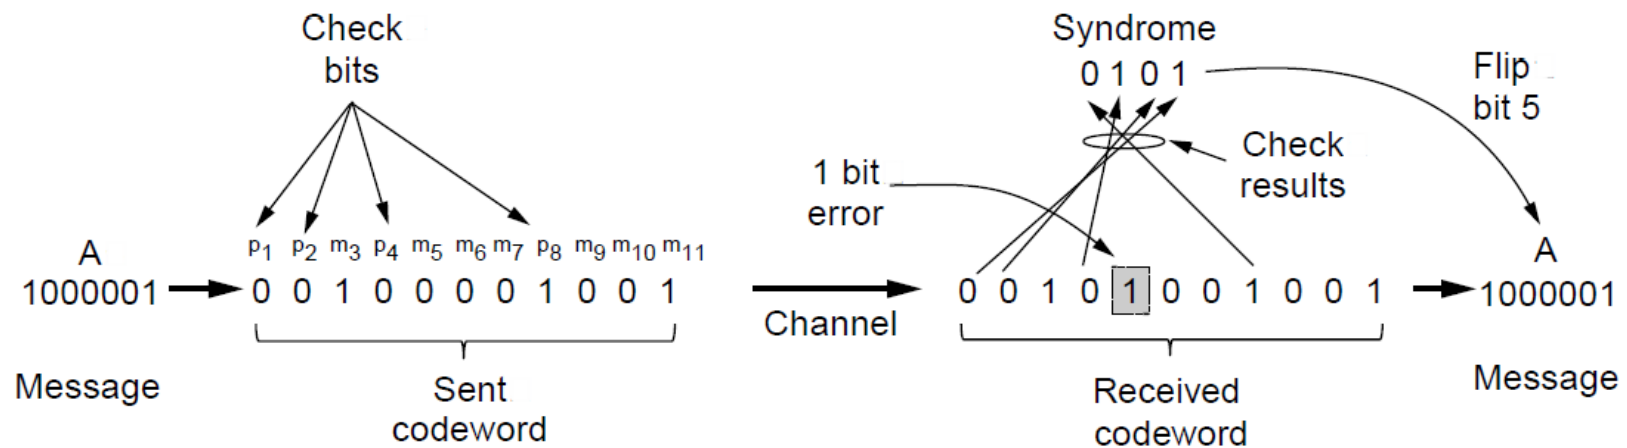 Check
bits
Syndrome
0 1 0 1
Flip
bit 5
Check
results
1 bit
error
A
p1 p2 m3 p4 m5 m6 m7 p8 m9 m10 m11
A
1000001
0 0 1 0 0 0 0 1 0 0 1
0 0 1 0 1 0 0 1 0 0 1
1000001
Channel
Message
Sent
codeword
Received
codeword
Message